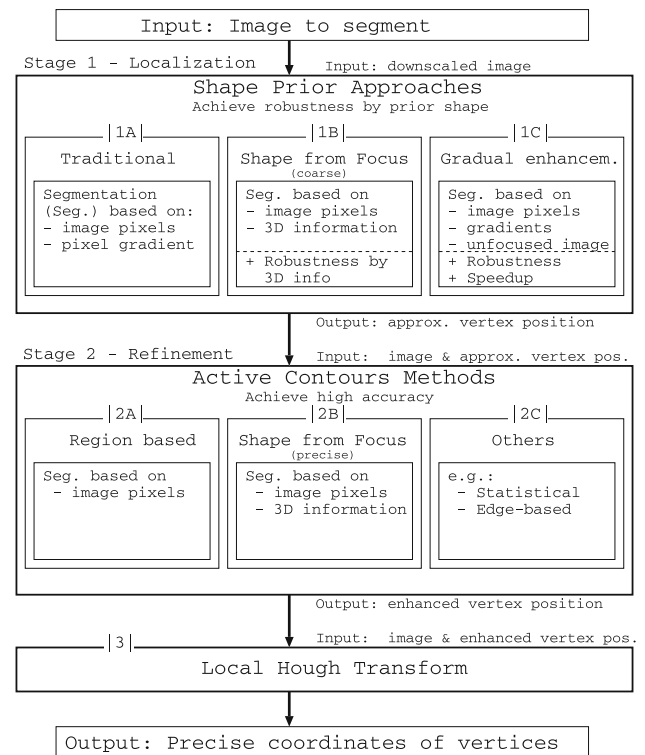 Input: Image to segment
Stage 1 - Localization
Input: downscaled image
Shape Prior Approaches
Achieve robustness by prior shape
|1A|
Traditional
Segmentation
(Seg.) based on:
- image pixels
- pixel gradient
|1B|
Shape from Focus
(coarse)
Seg. based on
- image pixels
- 3D information
+ Robustness by
3D info
|1C|
Gradual enhancem.
Seg. based on
- image pixels
- gradients
- unfocused image
+ Robustness
+ Speedup
Output: approx. vertex position
Stage 2 - Refinement
Input: image & approx. vertex pos.
Active Contours Methods
Achieve high accuracy
|2A|
Region based
Seg. based on
- image pixels
|2B|
Shape from Focus
(precise)
Seg. based on
- image pixels
- 3D information
|2C|
Others
e.g.:
- Statistical
- Edge-based
Output: enhanced vertex position
Input: image & enhanced vertex pos.
|3|
Local Hough Transform
Output: Precise coordinates of vertices